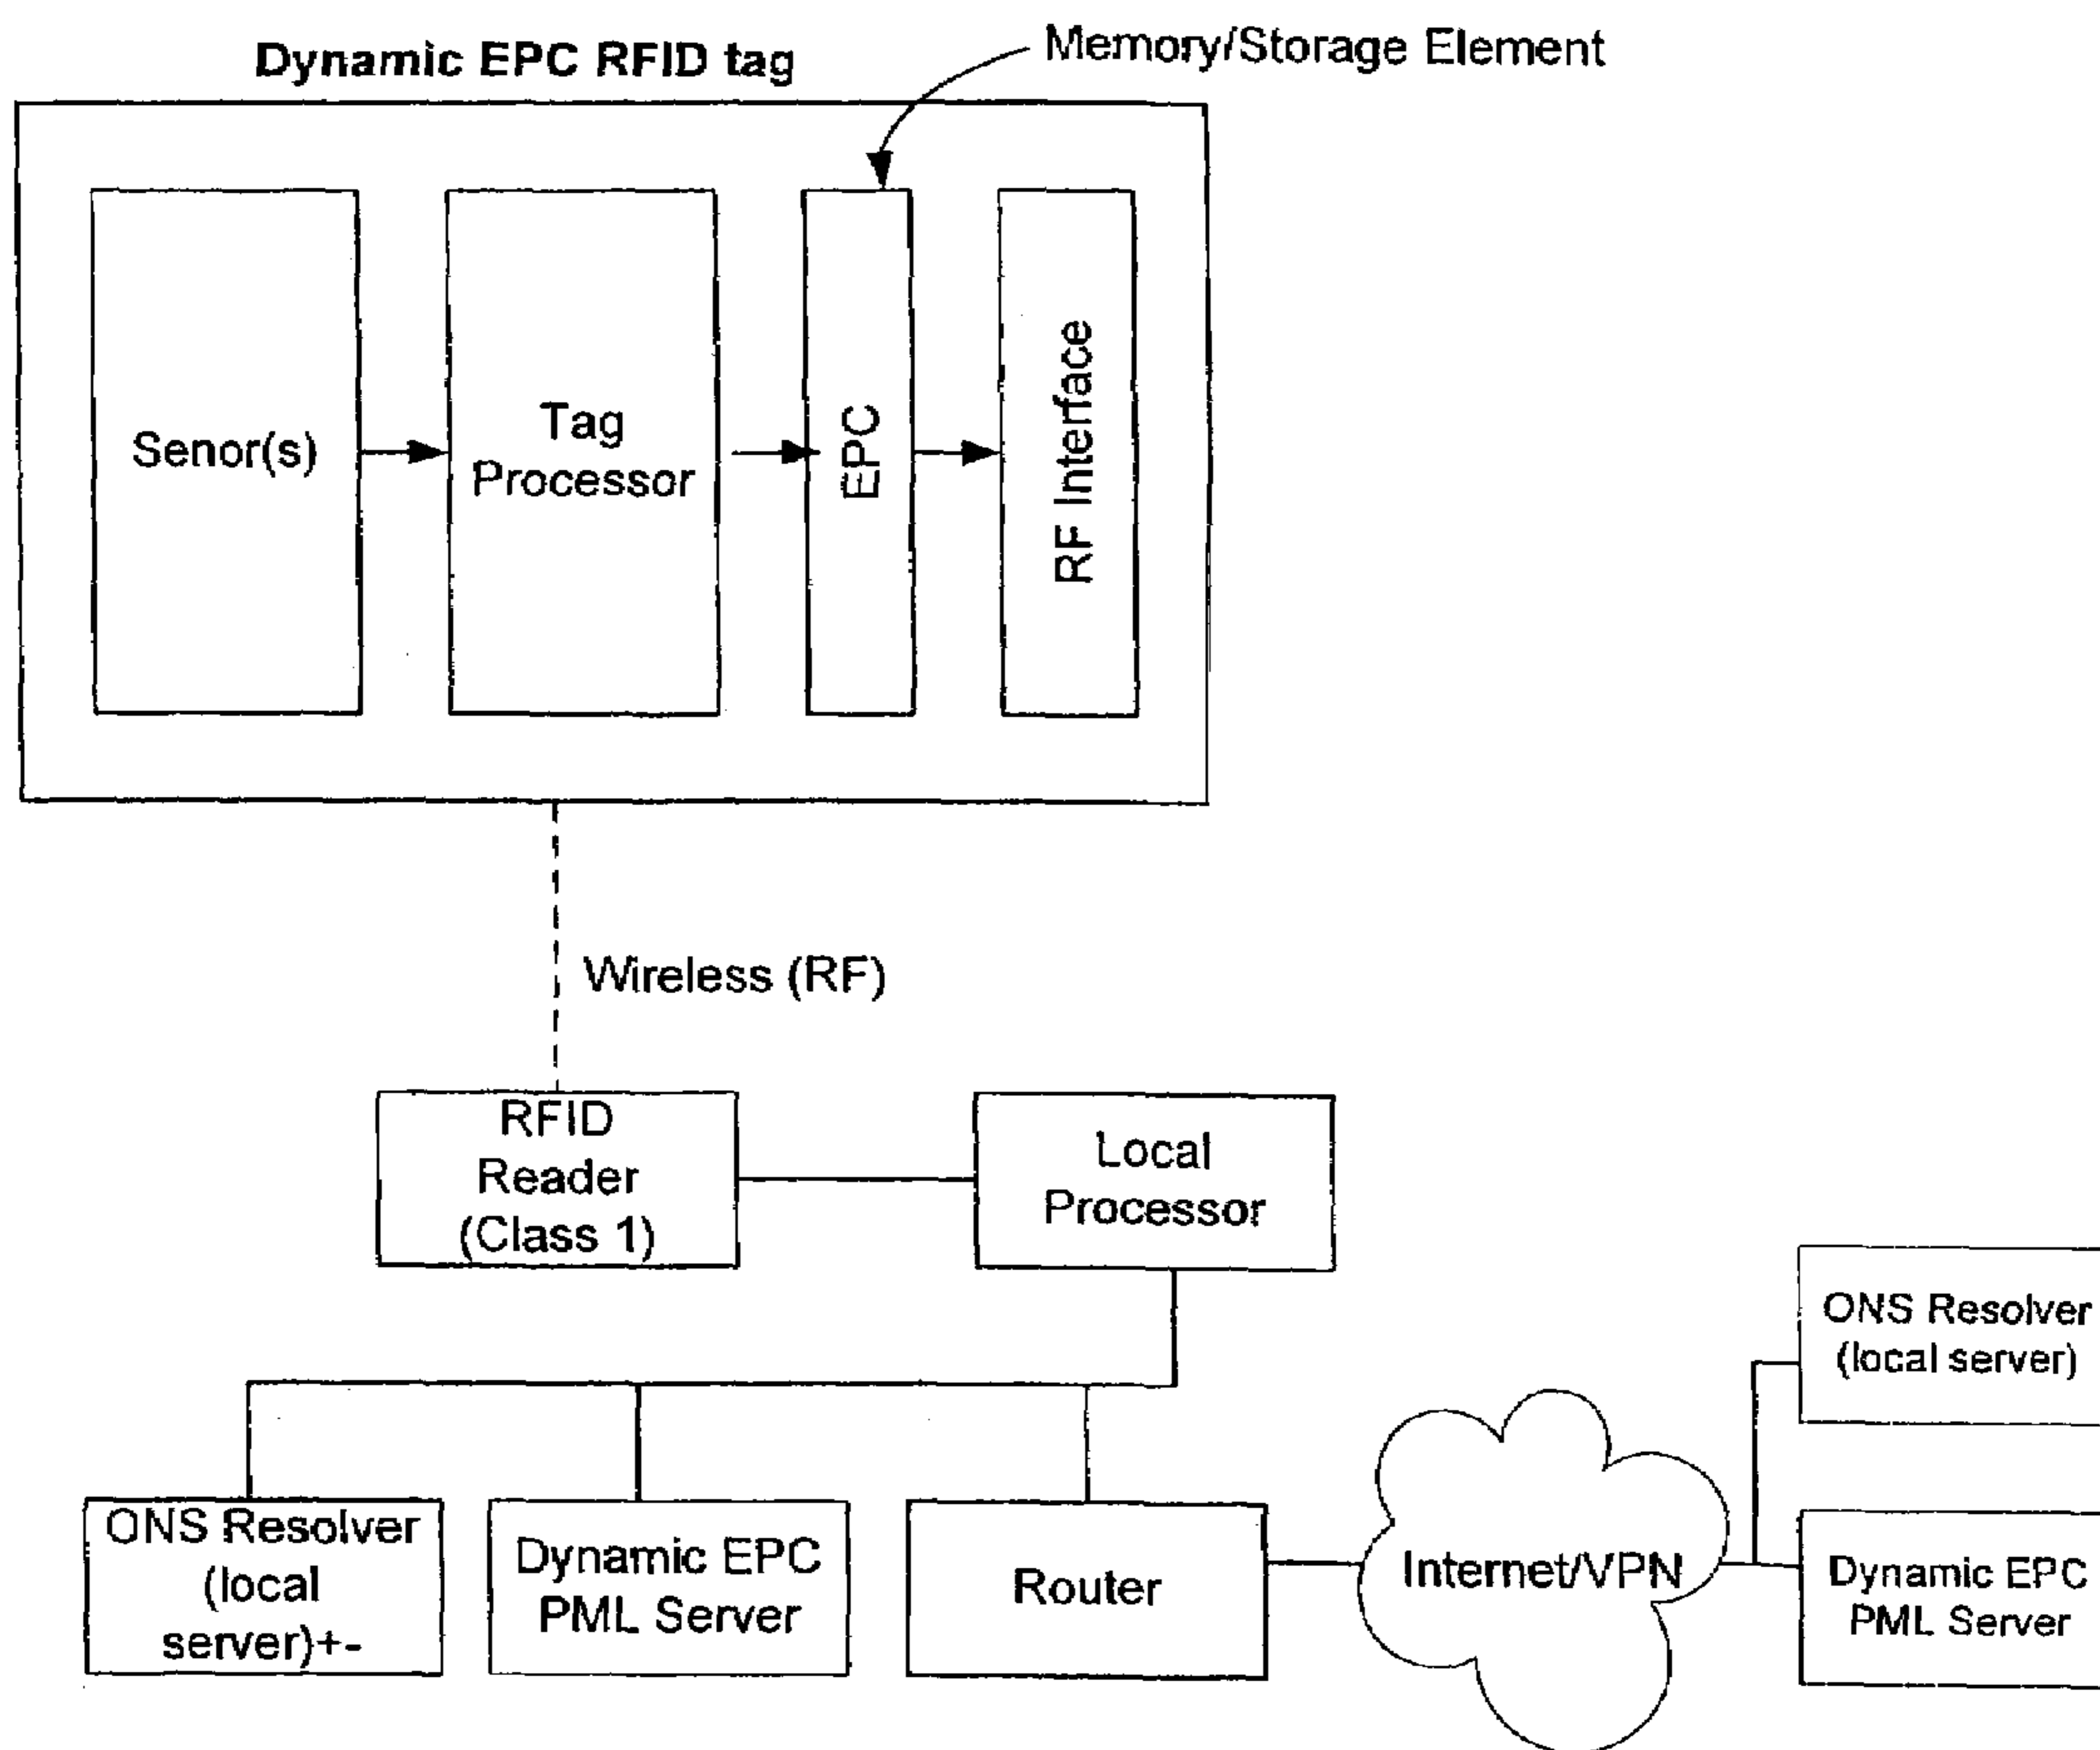 Dynamic EPC RFID tag
Memory/Storage Element
Senor(s)
Tag
Processor
EPC
RF Interface
Wireless (RF)
RFID
Reader
(Class 1)
Local
Processor
ONS Resolver
(local server)
ONS Resolver
(local
server)+-
Dynamic EPC
PML Server
Router
Internet/VPN
Dynamic EPC
PML Server